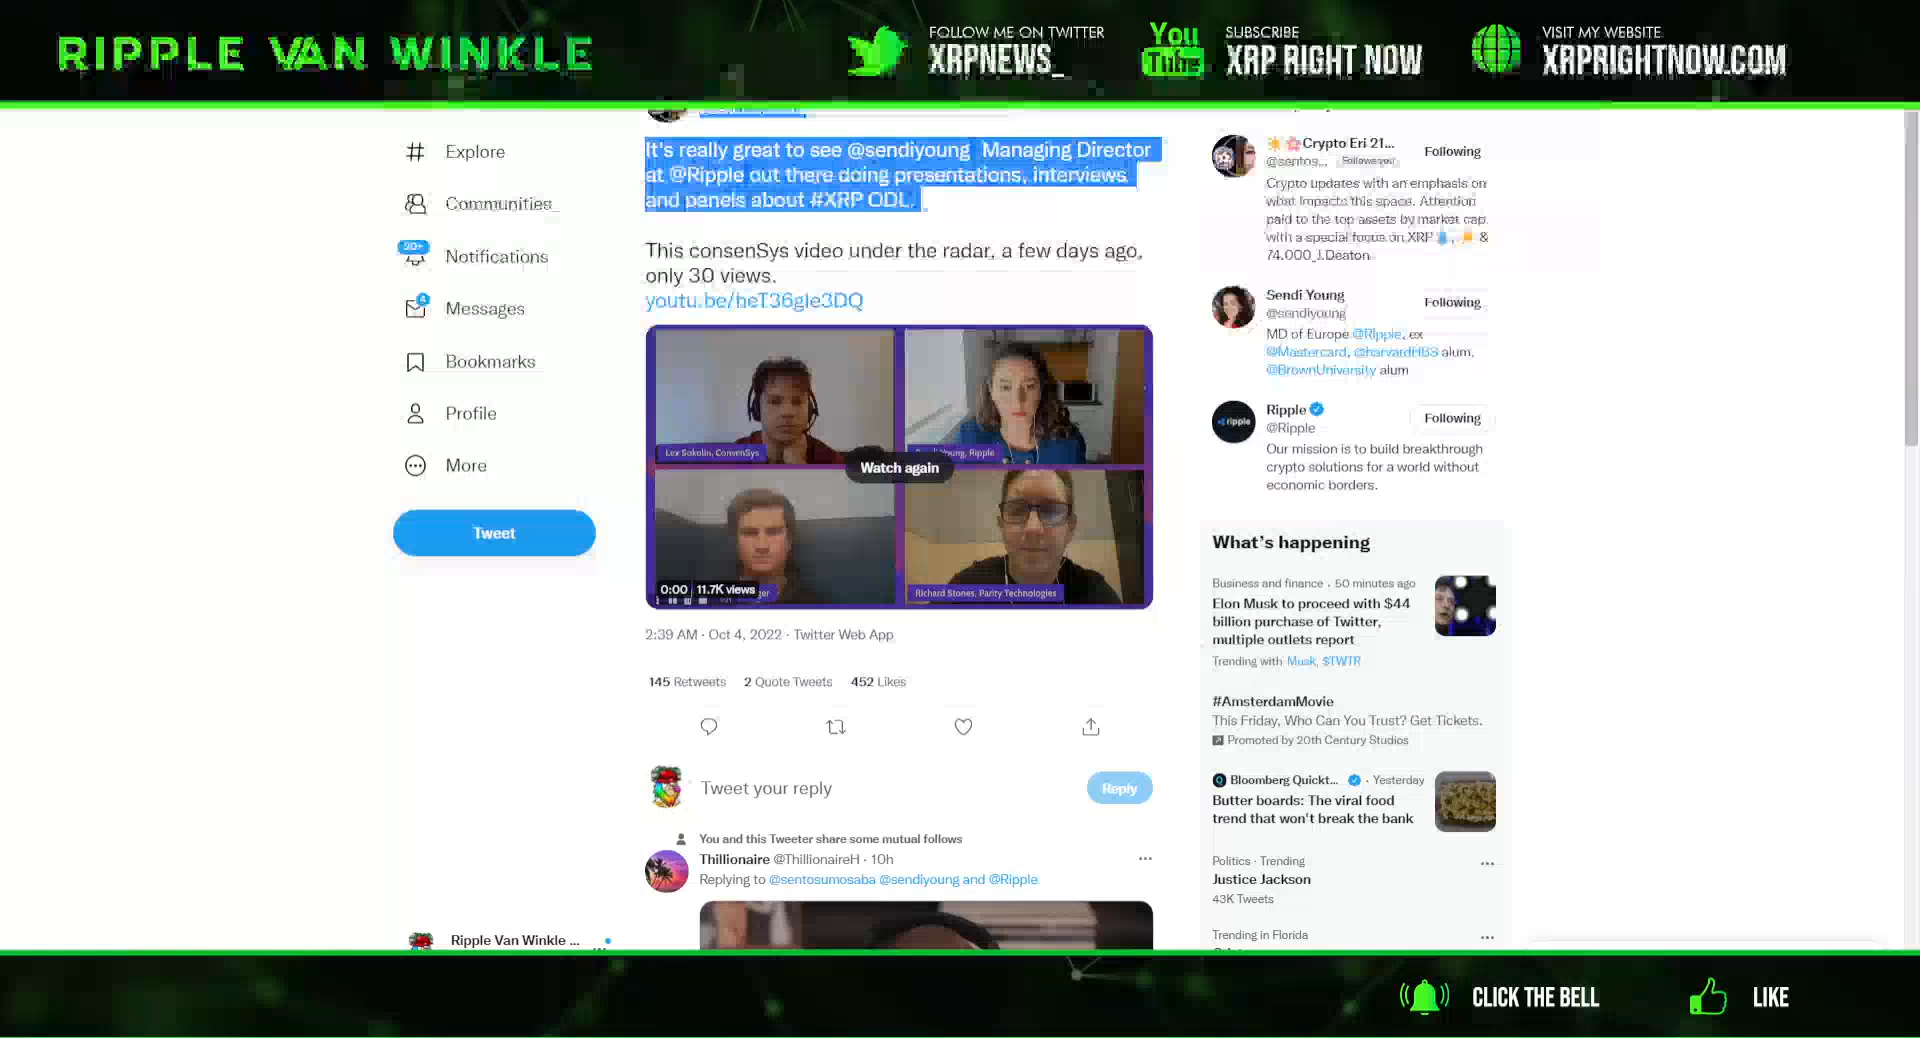 RIPPLE VAN WINKLE
FOLLOW ME ON TWITTER
XRPNEWS_
You
Tube
SUBSCRIBE
XRP RIGHT NOW
VISIT MY WEBSITE
XRPRIGHTNOW.COM
Explore
Communities
20+
Notifications
4
Messages
Bookmarks
Profile
More
Tweet
Ripple Van Winkle ...
It's really great to see @sendiyoung Managing Director
at @Ripple out there doing presentations, interviews
and panels about #XRP ODL.
This consenSys video under the radar, a few days ago,
only 30 views.
youtu.be/heT36gle3DQ
Lex Sokolin, ConsenSys
Young, Ripple
Watch again
0:00 11.7K views
Richard Stones, Parity Technologies
2:39 AM · Oct 4, 2022 · Twitter Web App
145 Retweets 2 Quote Tweets 452 Likes
Tweet your reply
Reply
You and this Tweeter share some mutual follows
Thillionaire @ThillionaireH · 10h
...
Replying to @sentosumosaba @sendiyoung and @Ripple
Crypto Eri 21...
@santos... Follows you
Following
Crypto updates with an emphasis on
what impacts this space. Attention
paid to the top assets by market cap
with a special focus on XRP , &
74.000_J.Deaton
Sendi Young
@sendiyoung
Following
MD of Europe @Ripple, ex
@Mastercard, @harvardHBS alum,
@BrownUniversity alum
ripple
Ripple
@Ripple
Following
Our mission is to build breakthrough
crypto solutions for a world without
economic borders.
What's happening
Business and finance · 50 minutes ago
Elon Musk to proceed with $44
billion purchase of Twitter,
multiple outlets report
Trending with Musk, $TWTR
#AmsterdamMovie
This Friday, Who Can You Trust? Get Tickets.
Promoted by 20th Century Studios
Bloomberg Quickt... · Yesterday
Butter boards: The viral food
trend that won't break the bank
Politics · Trending
...
Justice Jackson
43K Tweets
Trending in Florida
...
CLICK THE BELL
LIKE